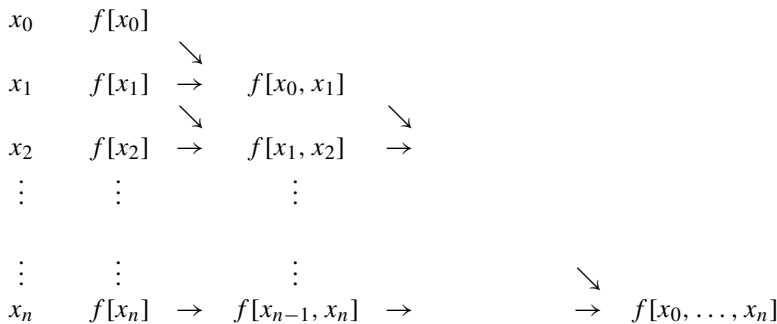 x₀ f[x₀]
↘
x₁ f[x₁] → f[x₀, x₁]
↘ ↘
x₂ f[x₂] → f[x₁, x₂] →
⋮ ⋮ ⋮
⋮ ⋮ ⋮ ↘
xₙ f[xₙ] → f[xₙ₋₁, xₙ] → → f[x₀, . . . , xₙ]